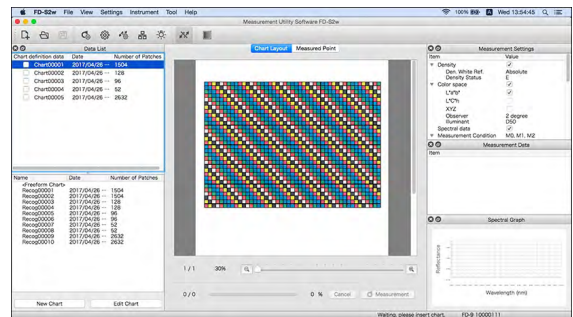 FD-S2w File View Settings Instrument Tool Help
100% Wed 13:54:45
Measurement Utility Software FD-S2w
Data List
Chart definition data Date Number of Patches
Chart00001 2017/04/26 ··· 1504
Chart00002 2017/04/26 ··· 128
Chart00003 2017/04/26 ··· 96
Chart00004 2017/04/26 ··· 52
Chart00005 2017/04/26 ··· 2632
Name Date Number of Patches
<Freeform Chart>
Recog00001 2017/04/26 ··· 1504
Recog00002 2017/04/26 ··· 1504
Recog00003 2017/04/26 ··· 128
Recog00004 2017/04/26 ··· 128
Recog00005 2017/04/26 ··· 96
Recog00006 2017/04/26 ··· 96
Recog00007 2017/04/26 ··· 52
Recog00008 2017/04/26 ··· 52
Recog00009 2017/04/26 ··· 2632
Recog00010 2017/04/26 ··· 2632
New Chart Edit Chart
Chart Layout Measured Point
1 / 1 30%
0 / 0 0 % Cancel Measurement
Measurement Settings
Item Value
Density
Den. White Ref. Absolute
Density Status E
Color space
L*a*b*
L*C*h
XYZ
Observer 2 degree
Illuminant D50
Spectral data
Measurement Condition M0, M1, M2
Measurement Data
Item
Spectral Graph
Reflectance
Wavelength (nm)
Waiting, please insert chart. FD-9 10000111